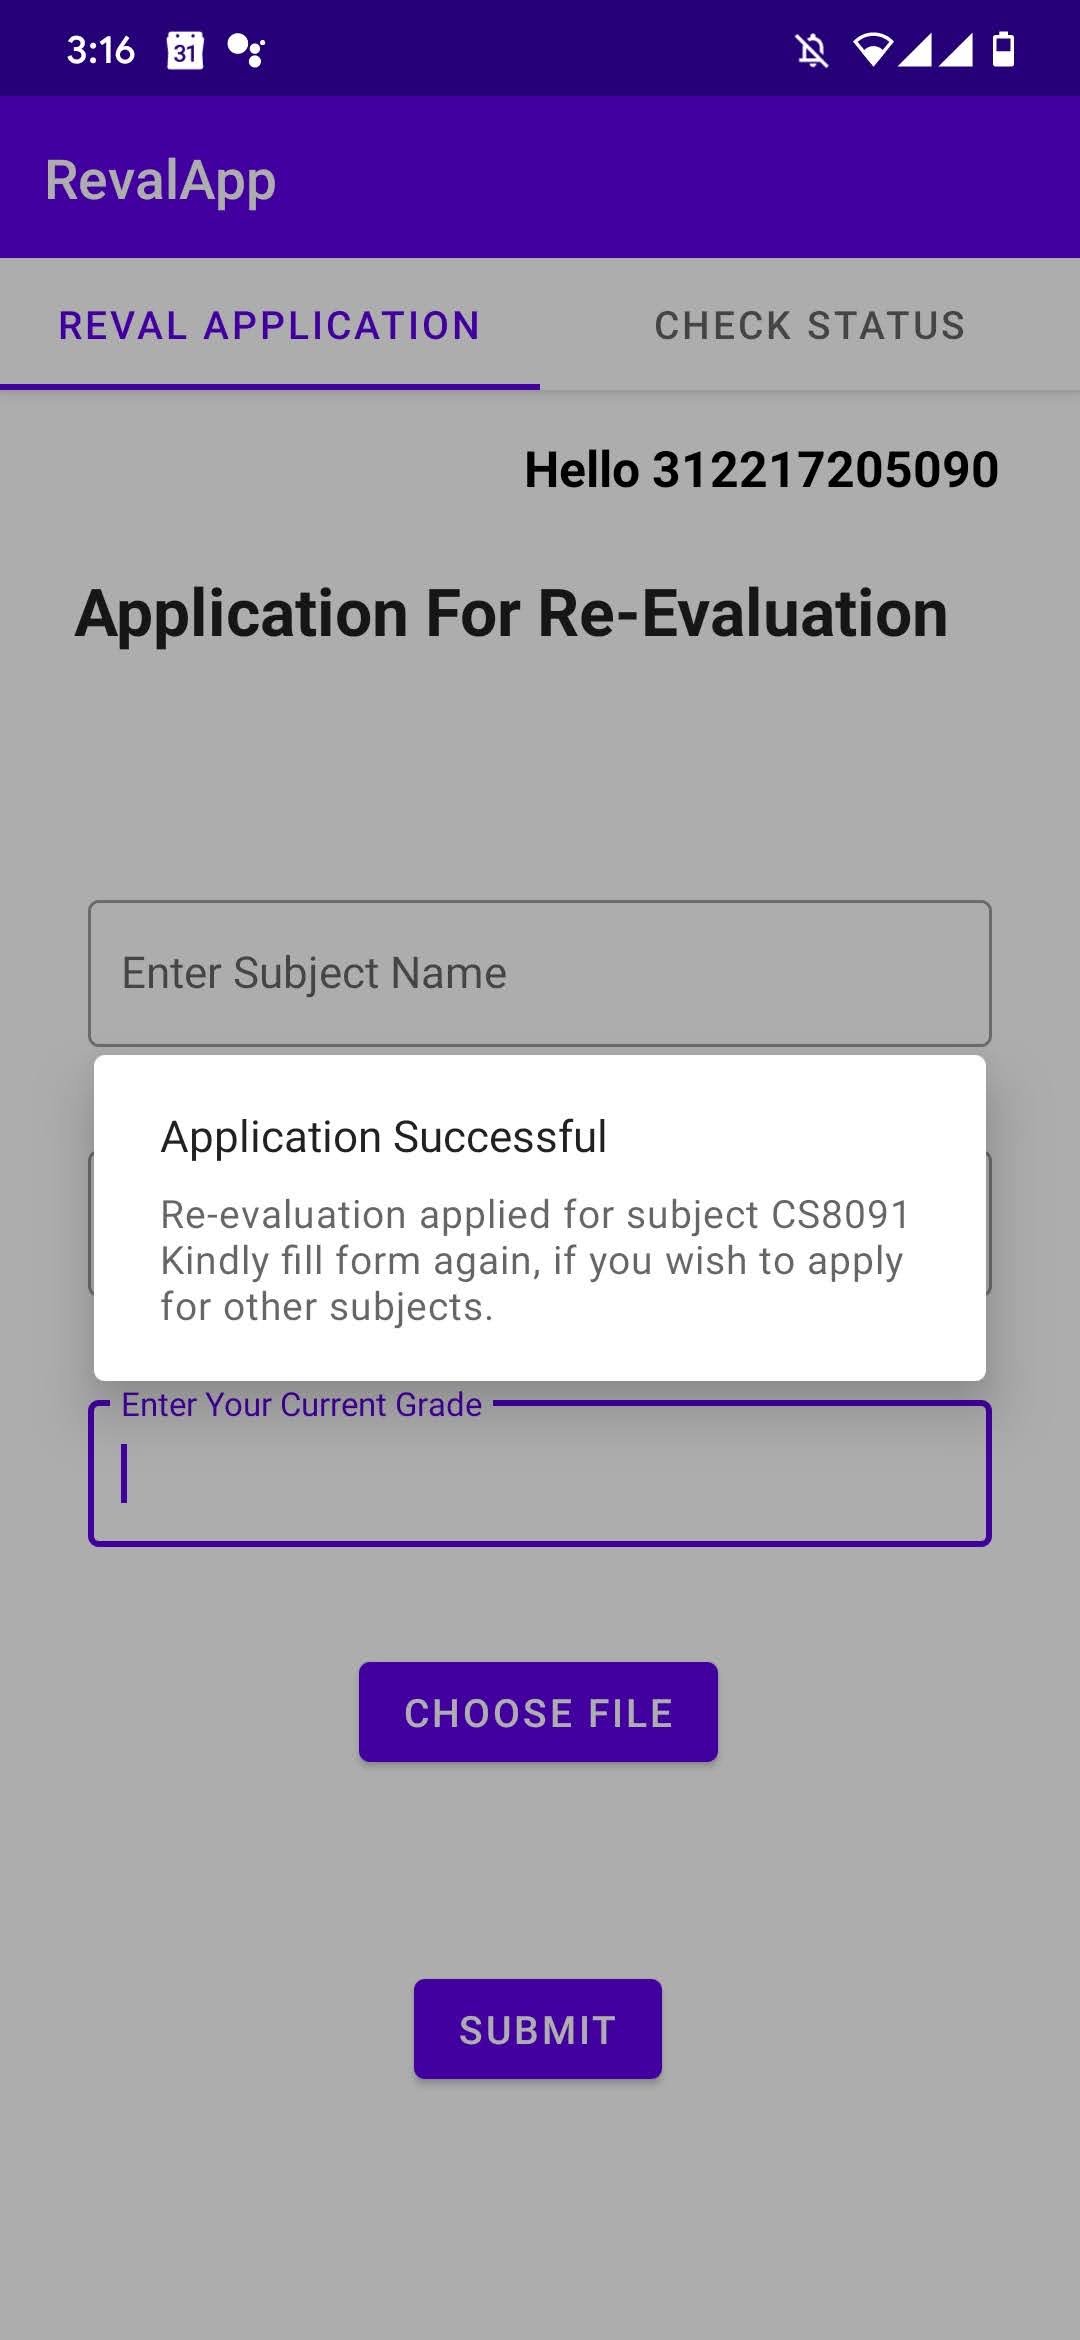 3:16 31
RevalApp
REVAL APPLICATION CHECK STATUS
Hello 312217205090
Application For Re-Evaluation
Enter Subject Name
Application Successful
Re-evaluation applied for subject CS8091
Kindly fill form again, if you wish to apply
for other subjects.
Enter Your Current Grade
CHOOSE FILE
SUBMIT